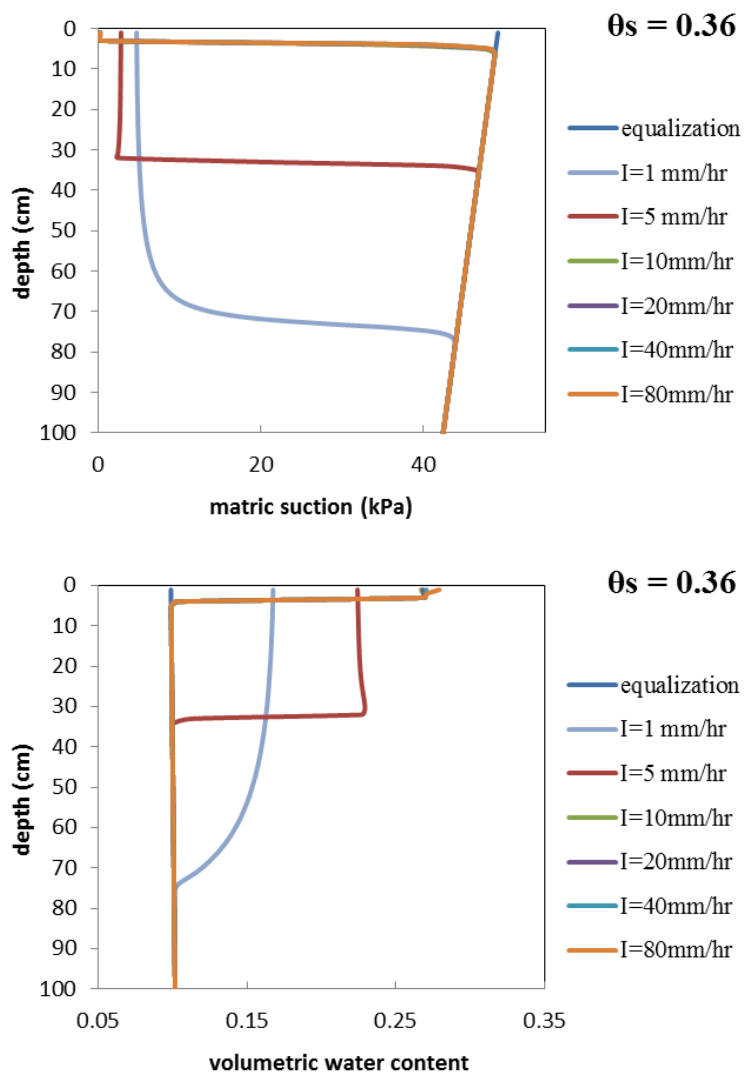 θs = 0.36
0
10
20
30
40
50
60
70
80
90
100
depth (cm)
0 20 40
matric suction (kPa)
equalization
I=1 mm/hr
I=5 mm/hr
I=10mm/hr
I=20mm/hr
I=40mm/hr
I=80mm/hr
θs = 0.36
0
10
20
30
40
50
60
70
80
90
100
depth (cm)
0.05 0.15 0.25 0.35
volumetric water content
equalization
I=1 mm/hr
I=5 mm/hr
I=10mm/hr
I=20mm/hr
I=40mm/hr
I=80mm/hr